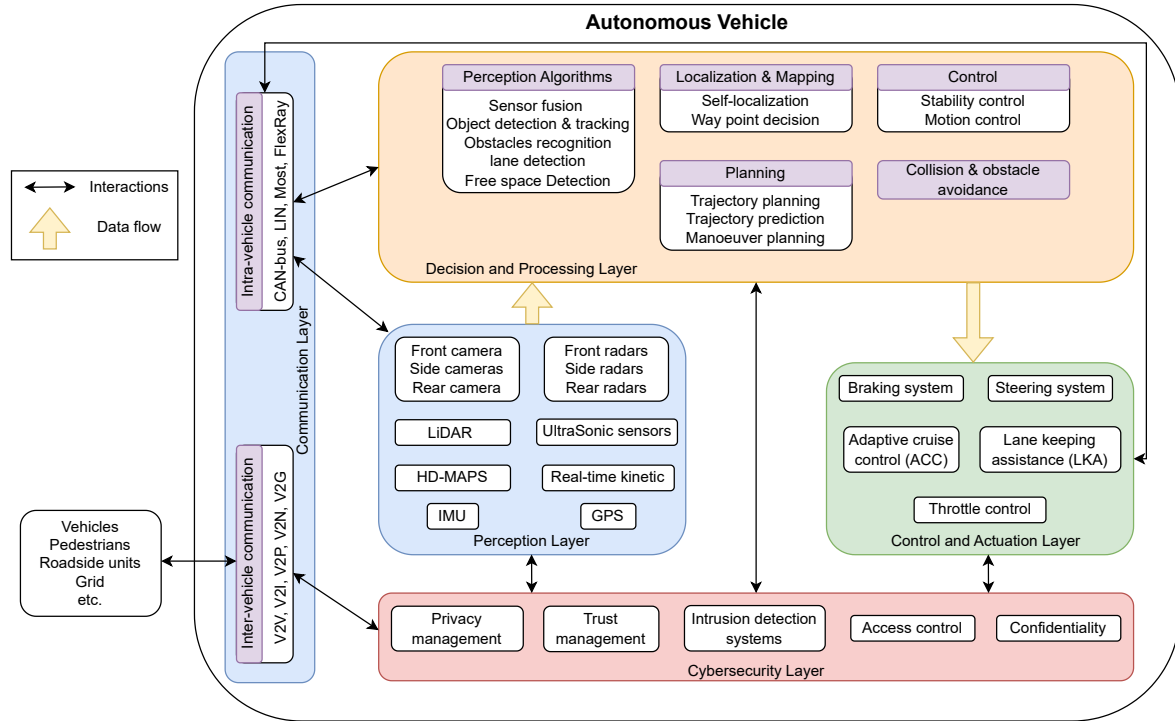 Autonomous Vehicle
Interactions
Data flow
Intra-vehicle communication
CAN-bus, LIN, Most, FlexRay
Communication Layer
Inter-vehicle communication
V2V, V2I, V2P, V2N, V2G
Vehicles
Pedestrians
Roadside units
Grid
etc.
Perception Algorithms
Sensor fusion
Object detection & tracking
Obstacles recognition
lane detection
Free space Detection
Localization & Mapping
Self-localization
Way point decision
Control
Stability control
Motion control
Planning
Trajectory planning
Trajectory prediction
Manoeuver planning
Collision & obstacle
avoidance
Decision and Processing Layer
Front camera
Side cameras
Rear camera
Front radars
Side radars
Rear radars
LiDAR
UltraSonic sensors
HD-MAPS
Real-time kinetic
IMU
GPS
Perception Layer
Braking system
Steering system
Adaptive cruise
control (ACC)
Lane keeping
assistance (LKA)
Throttle control
Control and Actuation Layer
Privacy
management
Trust
management
Intrusion detection
systems
Access control
Confidentiality
Cybersecurity Layer